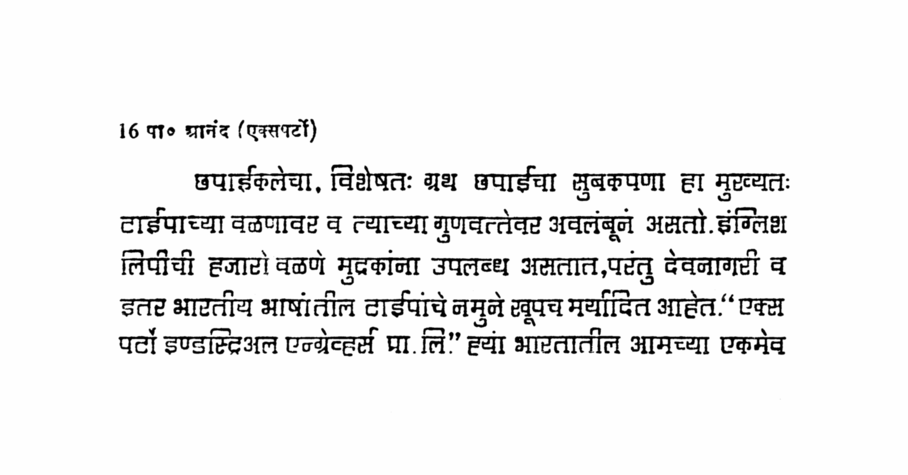 16 पा० आनंद (एक्सपर्टो)
छपाईकलेचा, विशेषतः ग्रथ छपाईचा सुबकपणा हा मुख्यतः
टाईपाच्या वळणावर व त्याच्या गुणवत्तेवर अवलंबूनं असतो. इंग्लिश
लिपीची हजारो वळणे मुद्रकांना उपलब्ध असतात, परंतु देवनागरी व
इतर भारतीय भाषांतील टाईपांचे नमुने खूपच मर्यादित आहेत. “एक्स
पर्टो इण्डस्ट्रिअल एन्ग्रेव्हर्स प्रा. लि.” ह्यां भारतातील आमच्या एकमेव